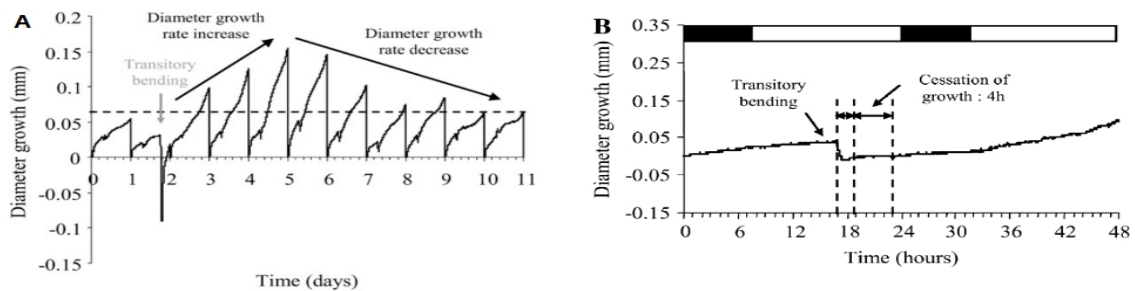 A
Diameter growth (mm)
0.2
0.15
0.1
0.05
0
-0.05
-0.1
0.15
Diameter growth
rate increase
Transitory
bending
Diameter growth
rate decrease
0 1 2 3 4 5 6 7 8 9 10 11
Time (days)
B
Diameter growth (mm)
0.35
0.25
0.15
0.05
-0.05
-0.15
Transitory
bending
Cessation of
growth : 4h
0 6 12 18 24 30 36 42 48
Time (hours)